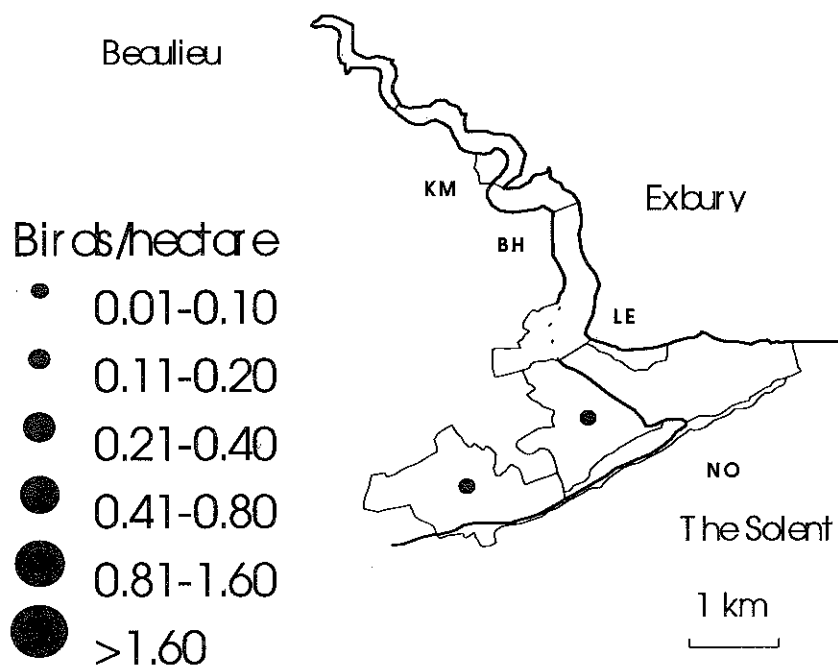 Beaulieu
KM
Exbury
BH
Birds/hectare
0.01-0.10
LE
0.11-0.20
0.21-0.40
NO
0.41-0.80
The Solent
0.81-1.60
1 km
>1.60